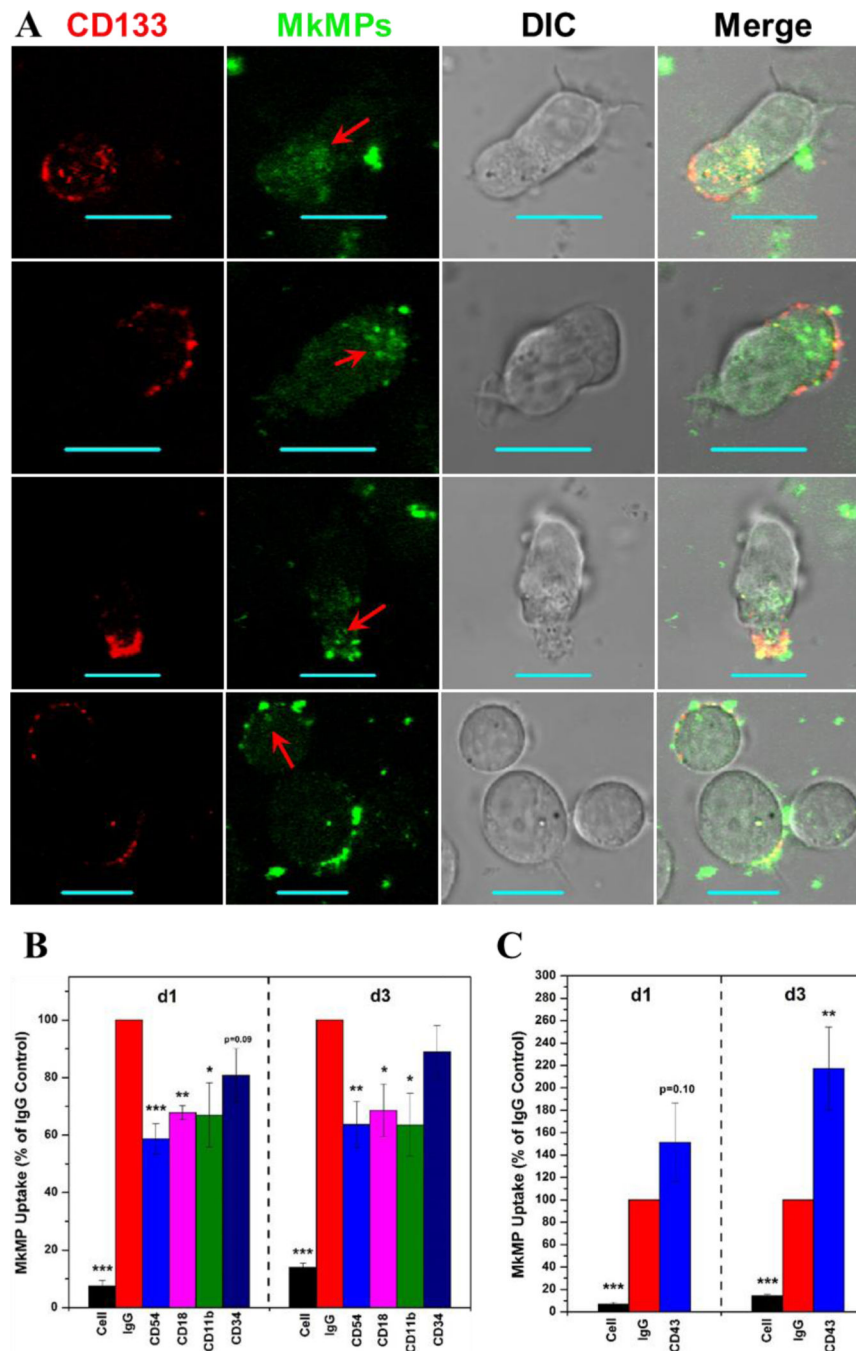 A
CD133 MkMPs DIC Merge
B
d1 d3
MkMP Uptake (% of IgG Control)
100
80
60
40
20
0
*** *** ** * p=0.09
*** ** * *
Cell IgG CD54 CD18 CD11b CD34
Cell IgG CD54 CD18 CD11b CD34
C
d1 d3
MkMP Uptake (% of IgG Control)
300
280
260
240
220
200
180
160
140
120
100
80
60
40
20
0
*** p=0.10
*** **
Cell IgG CD43
Cell IgG CD43